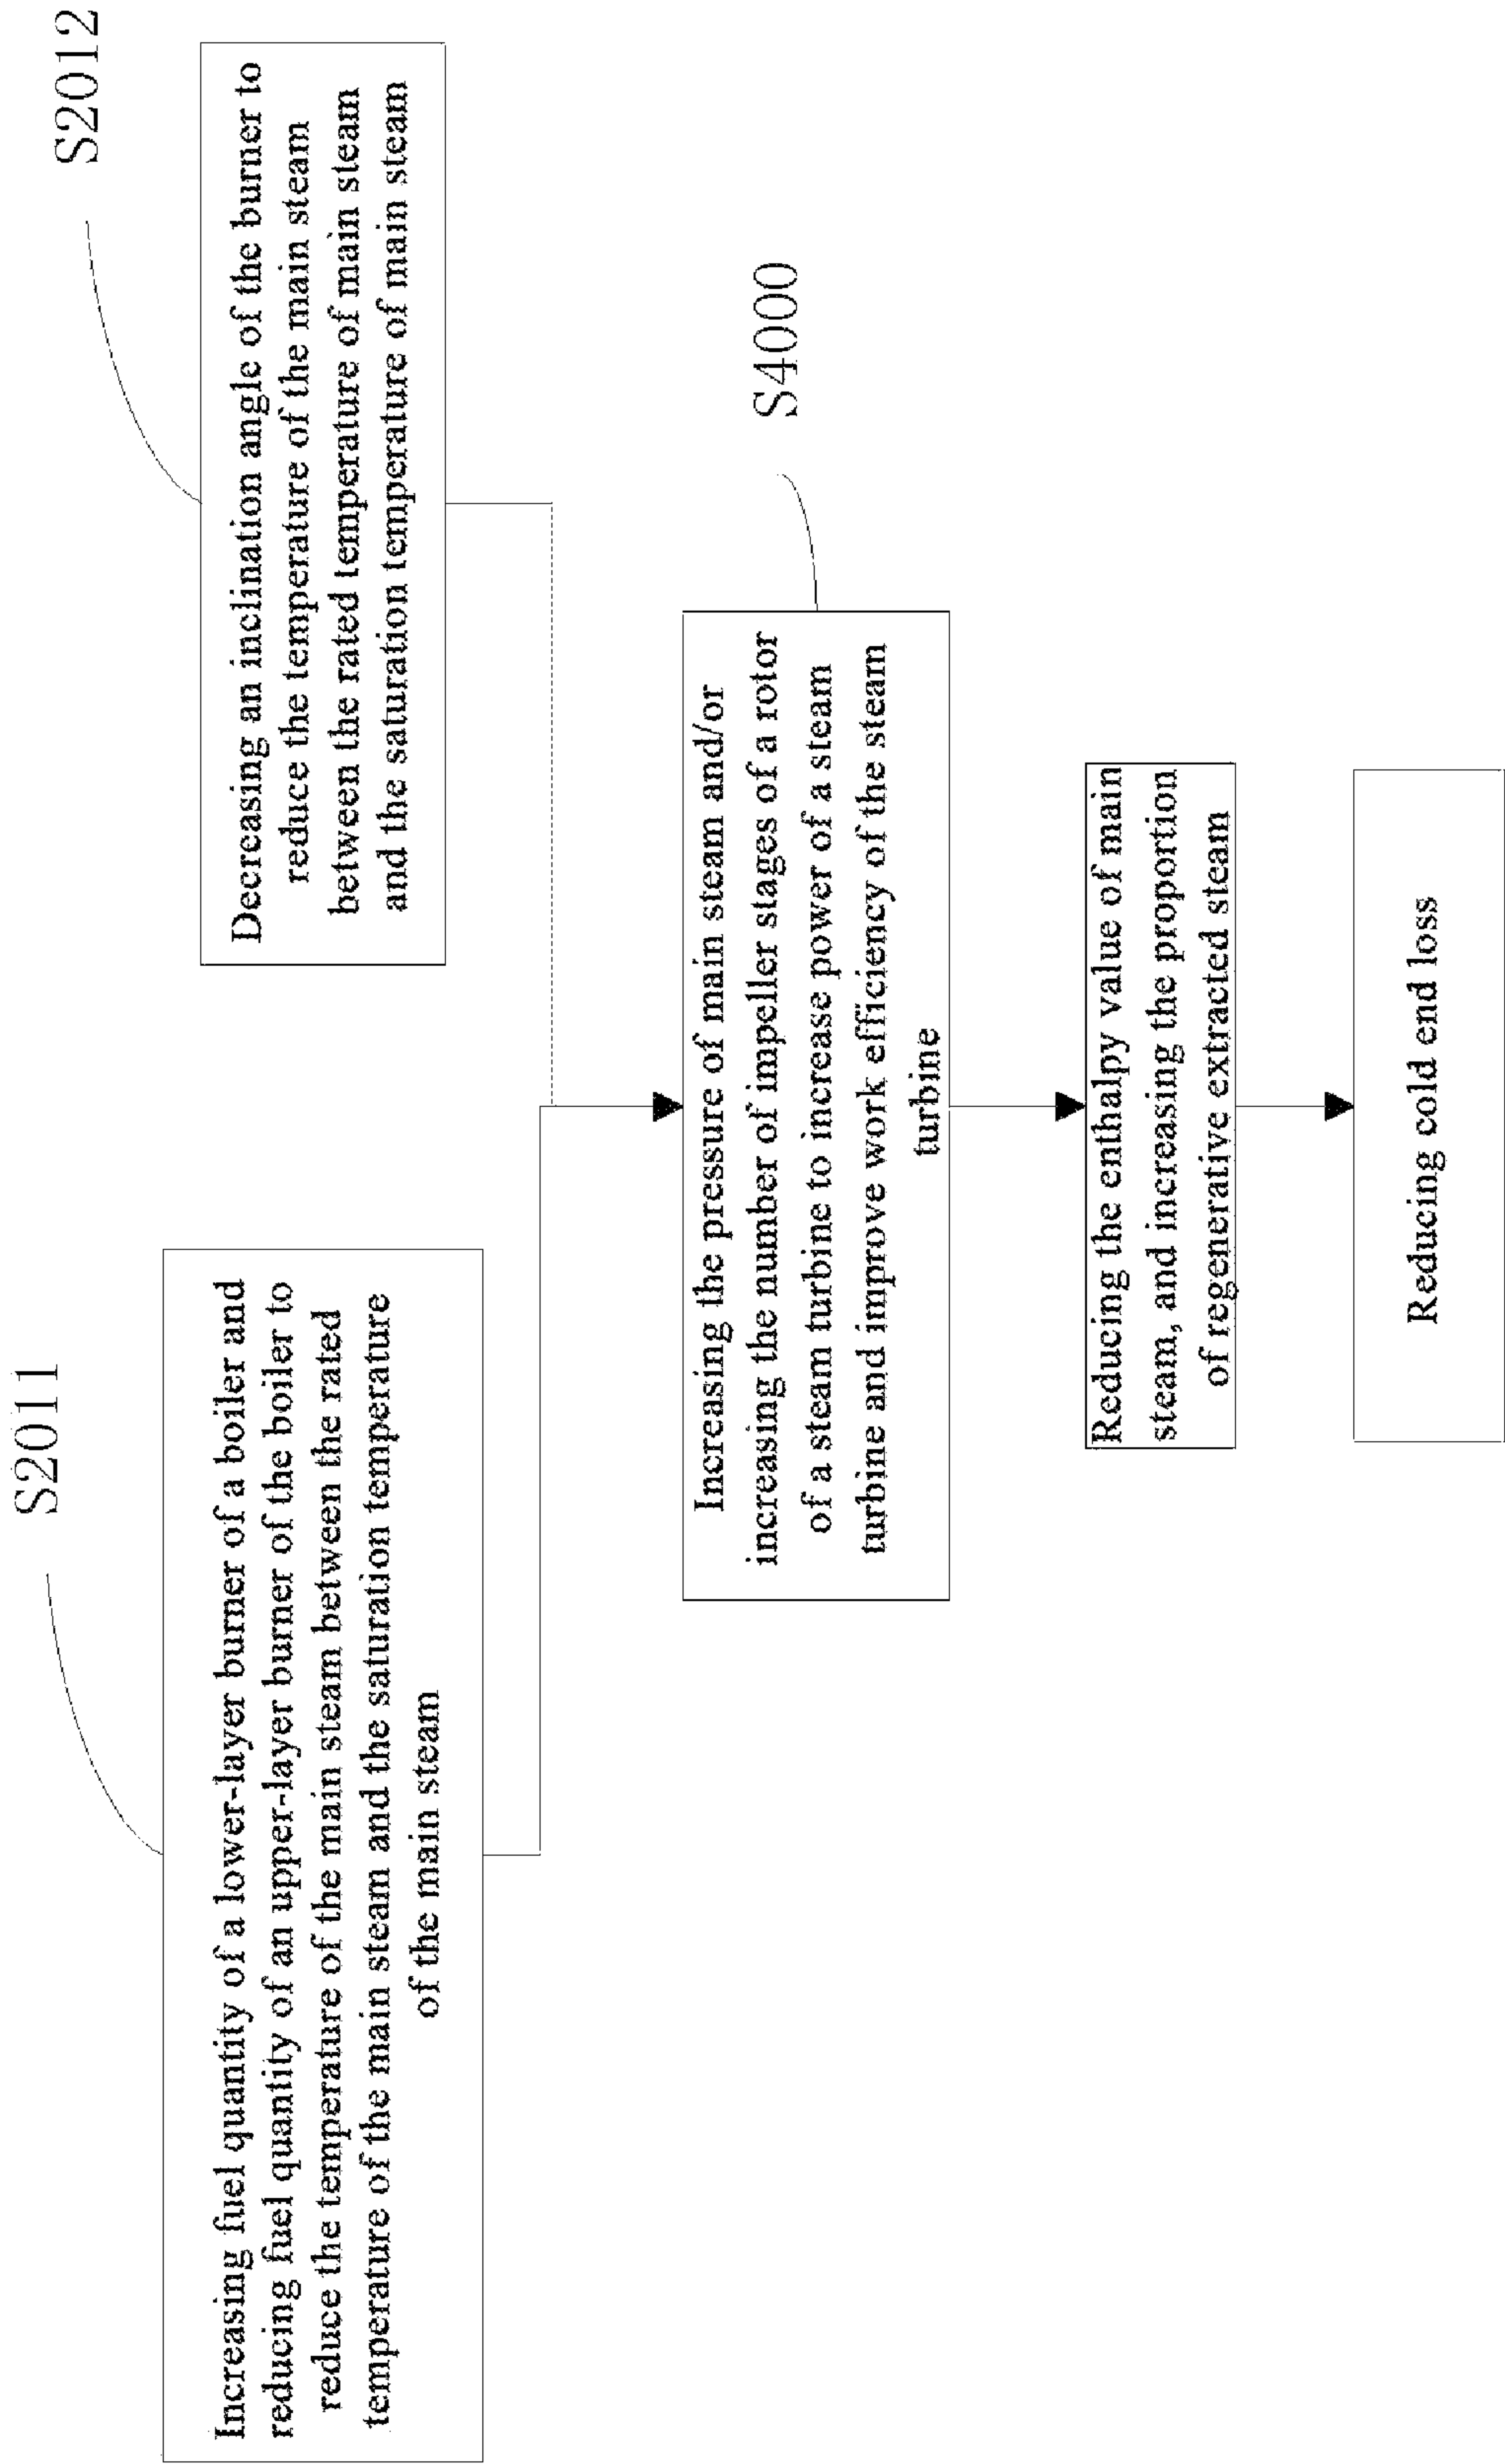 S2011
Increasing fuel quantity of a lower-layer burner of a boiler and
reducing fuel quantity of an upper-layer burner of the boiler to
reduce the temperature of the main steam between the rated
temperature of the main steam and the saturation temperature
of the main steam
S2012
Decreasing an inclination angle of the burner to
reduce the temperature of the main steam
between the rated temperature of main steam
and the saturation temperature of main steam
S4000
Increasing the pressure of main steam and/or
increasing the number of impeller stages of a rotor
of a steam turbine to increase power of a steam
turbine and improve work efficiency of the steam
turbine
Reducing the enthalpy value of main
steam, and increasing the proportion
of regenerative extracted steam
Reducing cold end loss